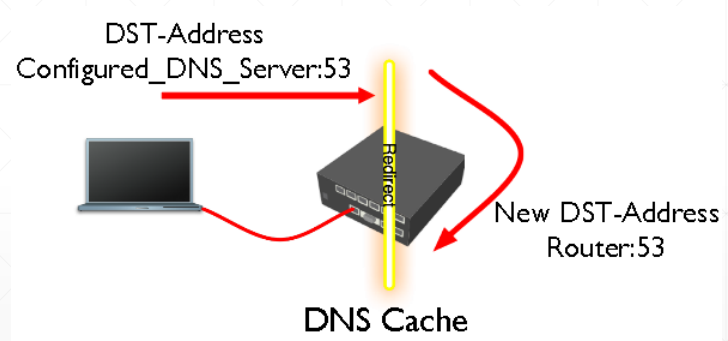 DST-Address
Configured_DNS_Server:53
Redirect
New DST-Address
Router:53
DNS Cache